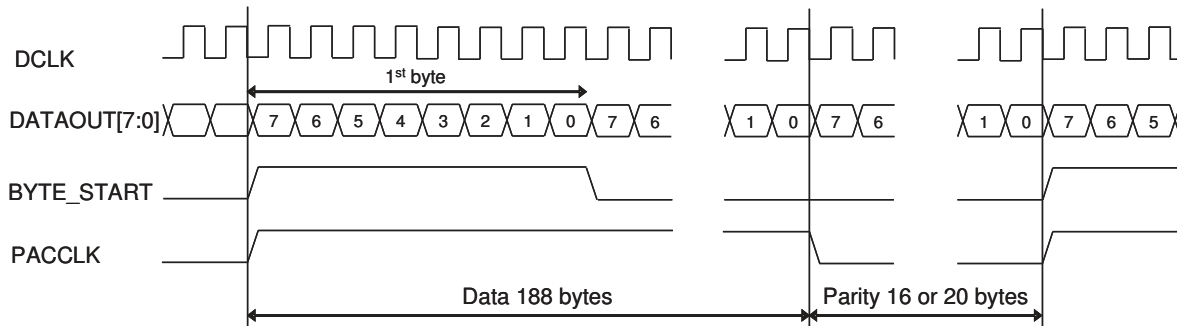 DCLK
1st byte
DATAOUT[7:0] 7 6 5 4 3 2 1 0 7 6 1 0 7 6 1 0 7 6 5
BYTE_START
PACCLK
Data 188 bytes Parity 16 or 20 bytes